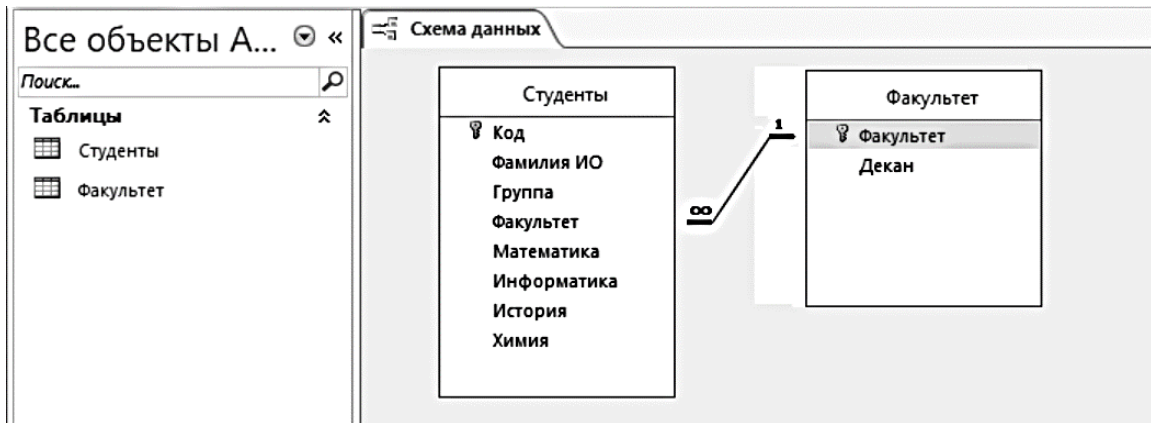 Все объекты A... «
Поиск...
Таблицы
Студенты
Факультет
Схема данных
Студенты
Код
Фамилия ИО
Группа
Факультет
Математика
Информатика
История
Химия
∞
1
Факультет
Факультет
Декан